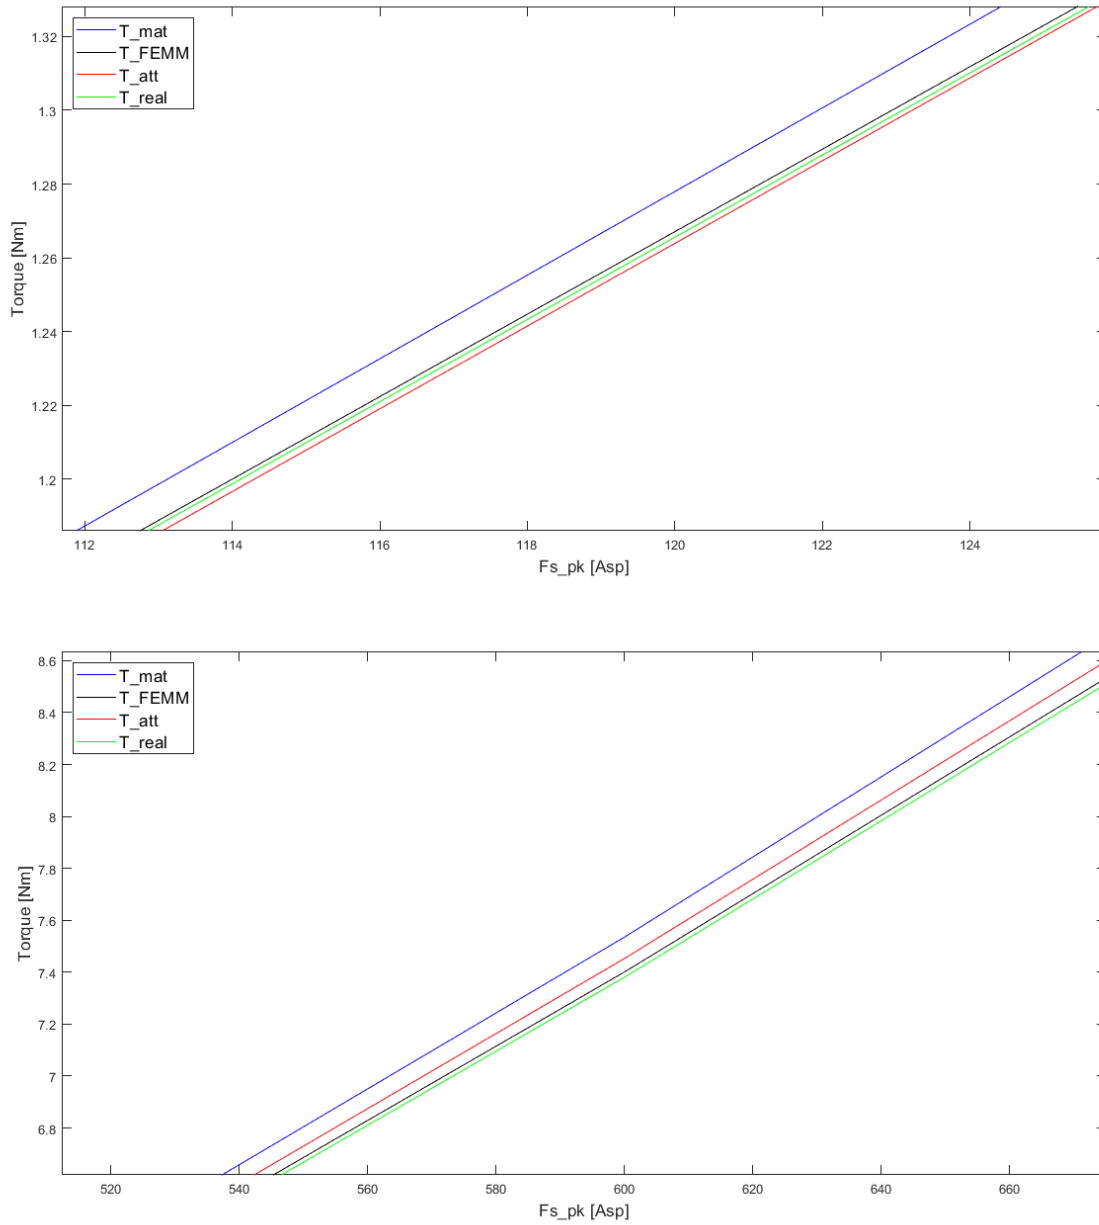 T_mat
T_FEMM
T_att
T_real
1.32
1.3
1.28
1.26
1.24
1.22
1.2
Torque [Nm]
112 114 116 118 120 122 124
Fs_pk [Asp]
T_mat
T_FEMM
T_att
T_real
8.6
8.4
8.2
8
7.8
7.6
7.4
7.2
7
6.8
Torque [Nm]
520 540 560 580 600 620 640 660
Fs_pk [Asp]